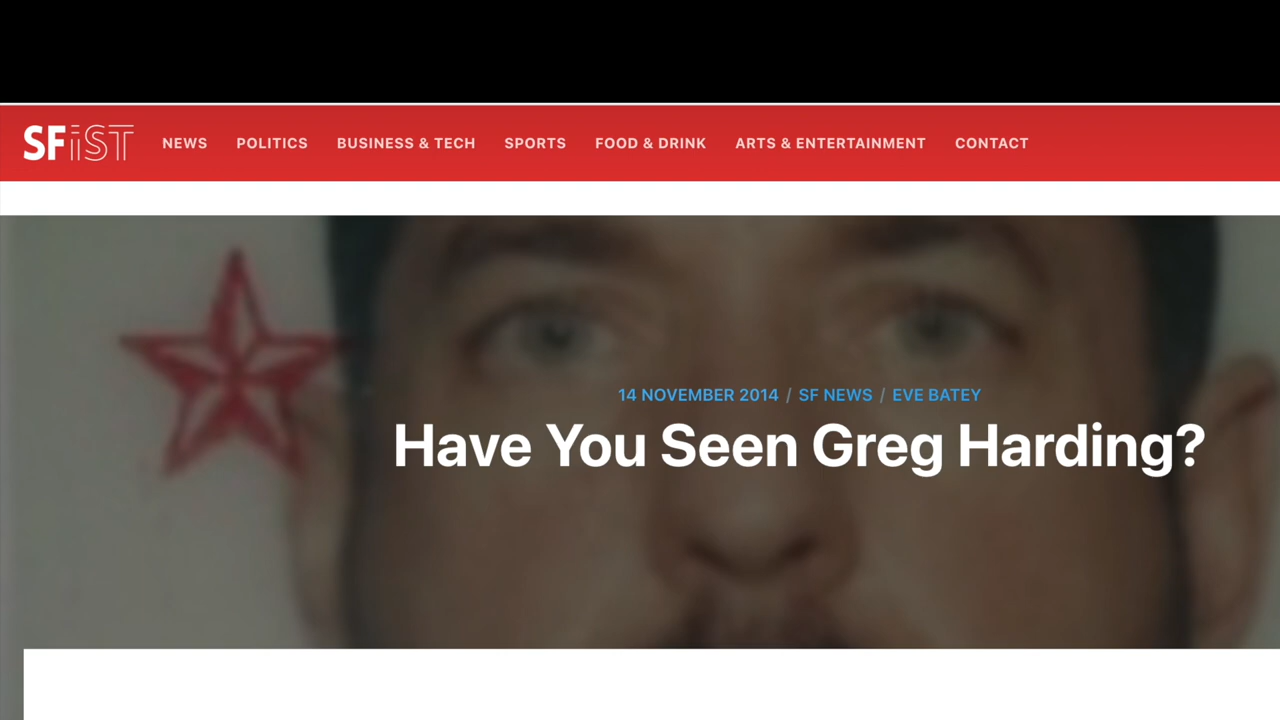 SFiST NEWS POLITICS BUSINESS & TECH SPORTS FOOD & DRINK ARTS & ENTERTAINMENT CONTACT
14 NOVEMBER 2014 / SF NEWS / EVE BATEY
Have You Seen Greg Harding?